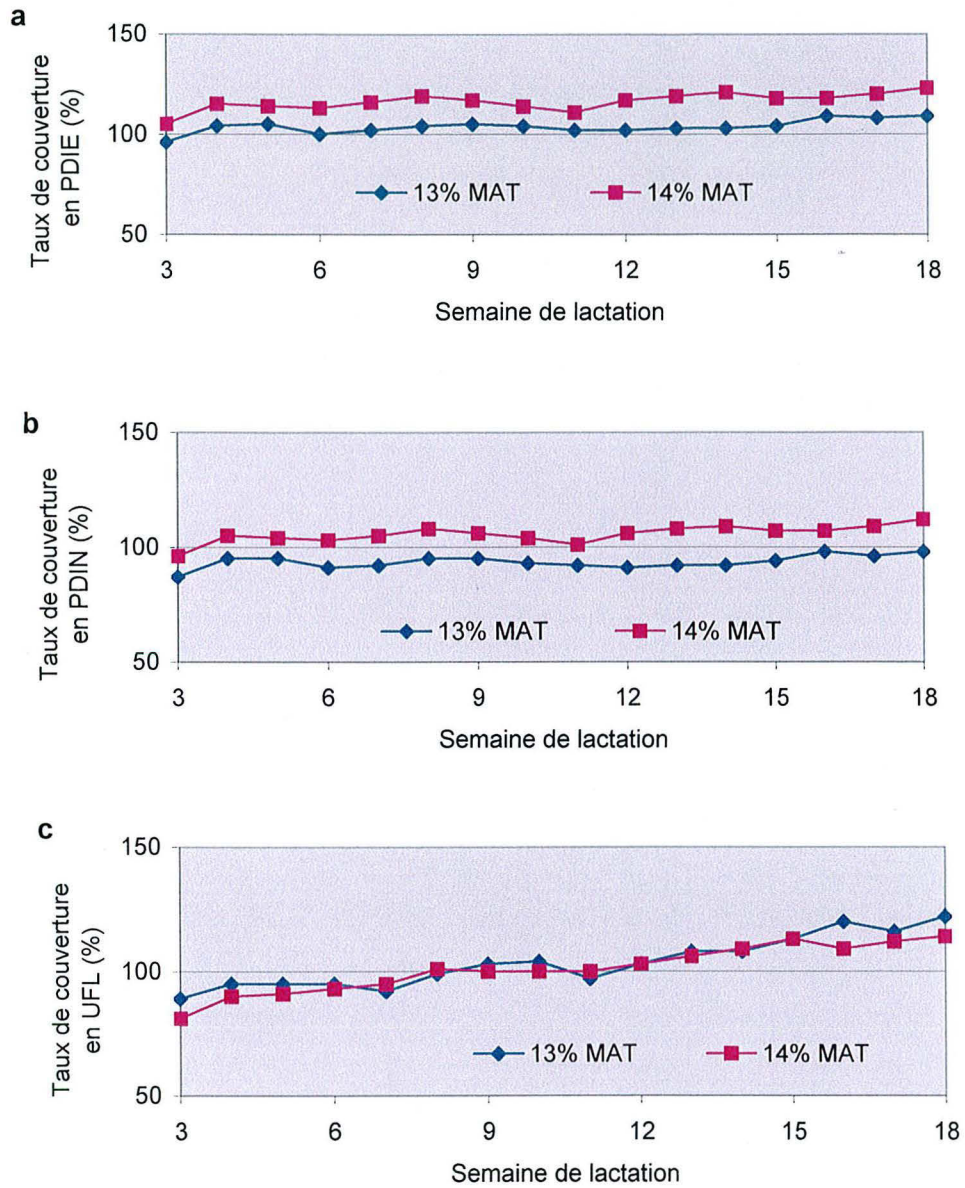 a
150
100
50
Taux de couverture
en PDIE (%)
13% MAT
14% MAT
3 6 9 12 15 18
Semaine de lactation
b
150
100
50
Taux de couverture
en PDIN (%)
13% MAT
14% MAT
3 6 9 12 15 18
Semaine de lactation
c
150
100
50
Taux de couverture
en UFL (%)
13% MAT
14% MAT
3 6 9 12 15 18
Semaine de lactation